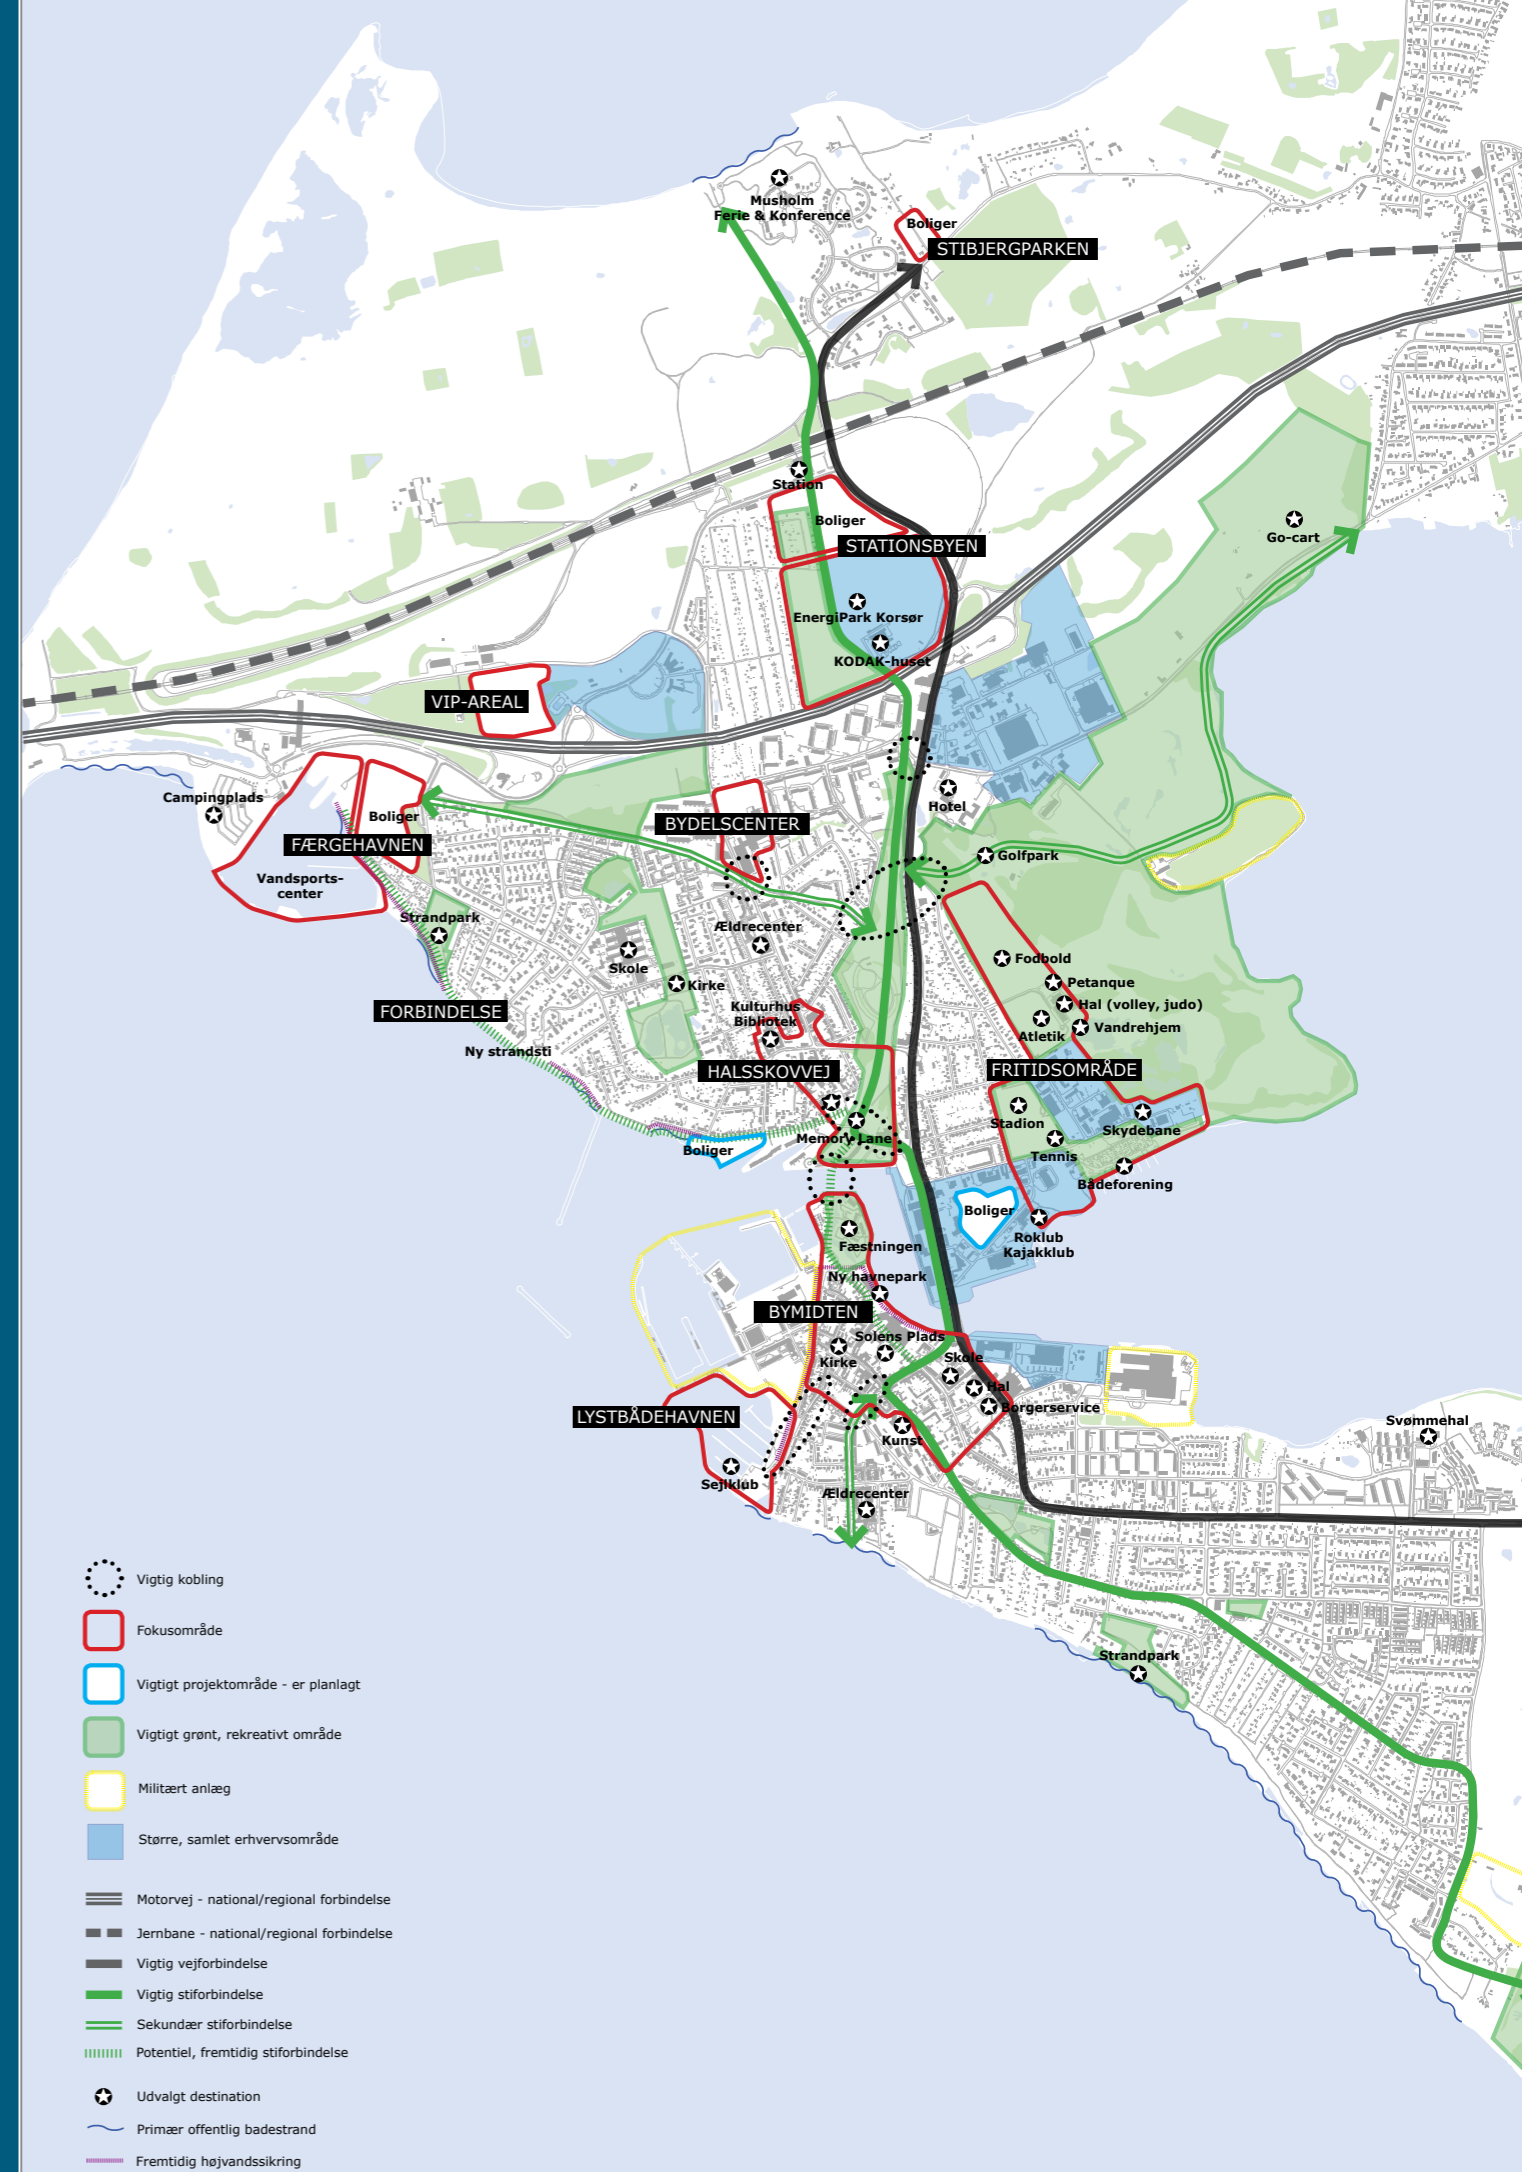 Musholm
Ferie & Konference
Boliger
STIBJERGPARKEN
Station
Boliger
STATIONSBYEN
Go-cart
EnergiPark Korsør
KODAK-huset
VIP-AREAL
Campingplads
Boliger
FÆRGEHAVNEN
Vandsports-
center
BYDELSCENTER
Hotel
Golfpark
Strandpark
Ældrecenter
Skole
Kirke
Fodbold
Petanque
Hal (volley, judo)
Atletik
Vandrehjem
Kulturhus
Bibliotek
FORBINDELSE
Ny strandsti
HALSSKOVVEJ
FRITIDSOMRÅDE
Stadion
Skydebane
Memory Lane
Boliger
Tennis
Bådeforening
Boliger
Roklub
Kajakklub
Fæstningen
Ny havnepark
BYMIDTEN
Solens Plads
Kirke
Skole
Hal
Borgerservice
LYSTBÅDEHAVNEN
Kunst
Svømmehal
Sejlklub
Ældrecenter
Strandpark
Vigtig kobling
Fokusområde
Vigtigt projektområde - er planlagt
Vigtigt grønt, rekreativt område
Militært anlæg
Større, samlet erhvervsområde
Motorvej - national/regional forbindelse
Jernbane - national/regional forbindelse
Vigtig vejforbindelse
Vigtig stiforbindelse
Sekundær stiforbindelse
Potentiel, fremtidig stiforbindelse
Udvalgt destination
Primær offentlig badestrand
Fremtidig højvandssikring